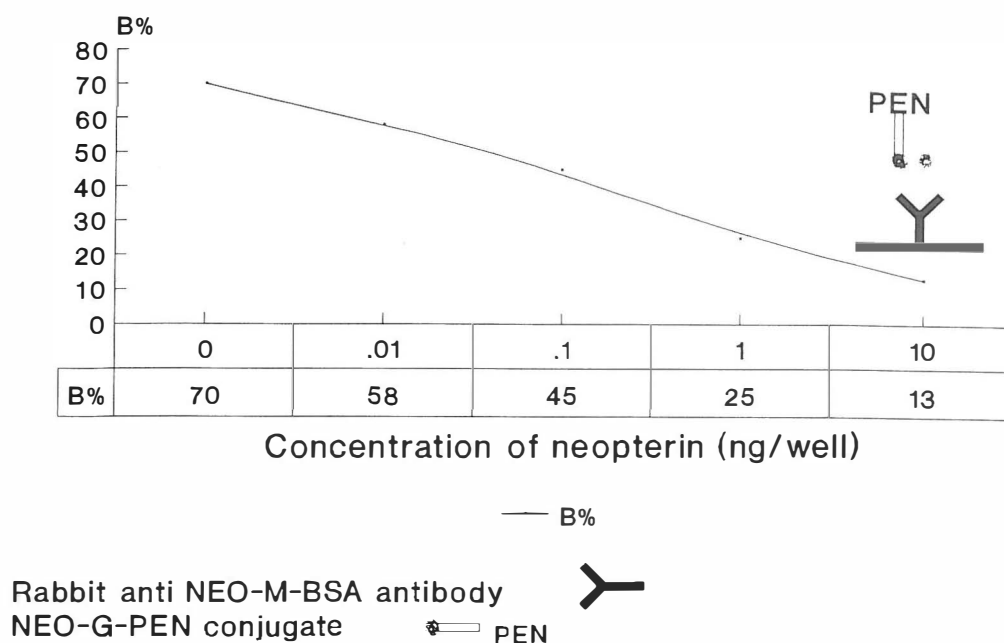 B%
80
70
60
50
40
30
20
10
0
PEN
0 .01 .1 1 10
B% 70 58 45 25 13
Concentration of neopterin (ng/well)
B%
Rabbit anti NEO-M-BSA antibody
NEO-G-PEN conjugate PEN